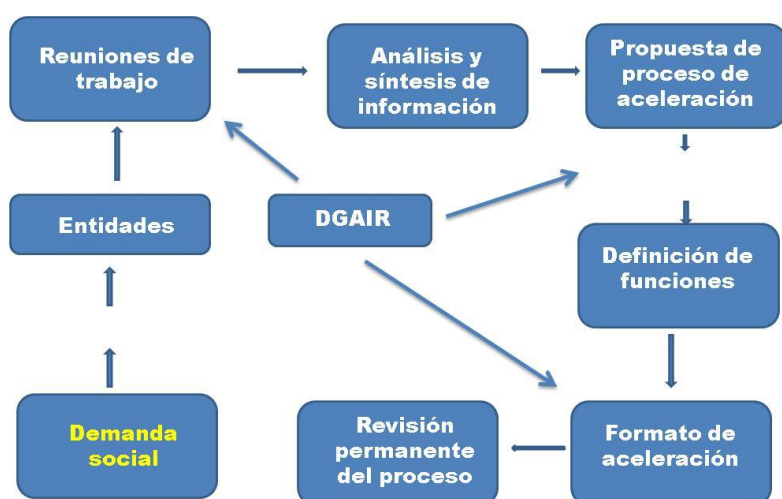 Reuniones de
trabajo
Análisis y
síntesis de
información
Propuesta de
proceso de
aceleración
Entidades
DGAIR
Definición de
funciones
Demanda
social
Revisión
permanente
del proceso
Formato de
aceleración